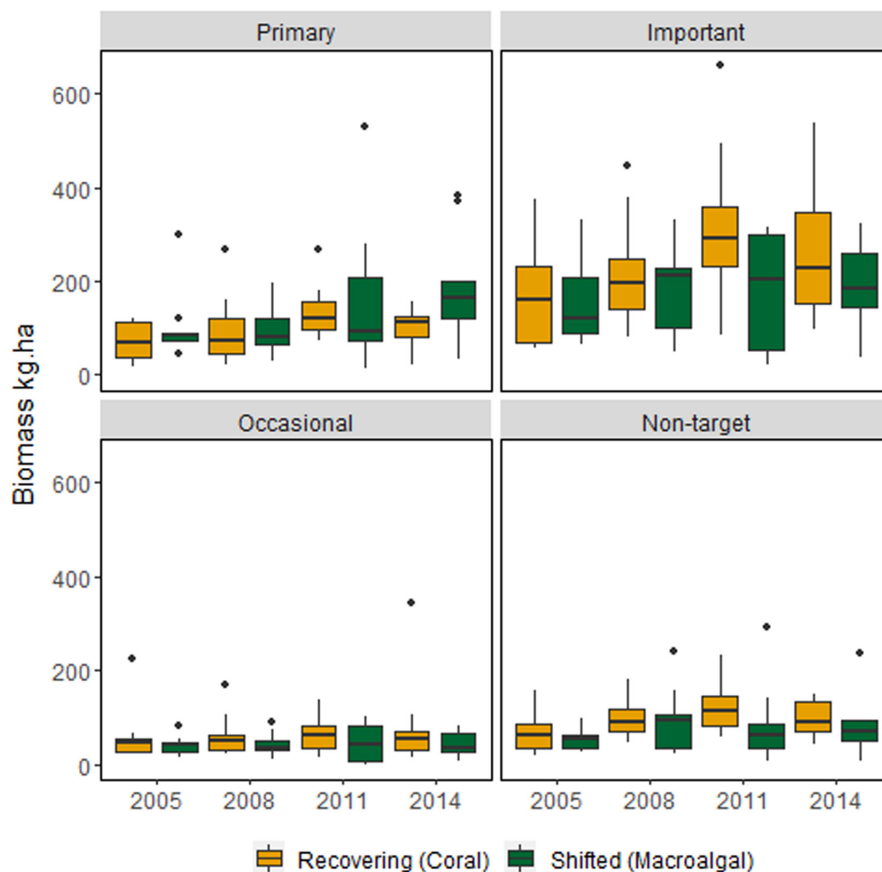 Primary Important
600
400
200
0
Occasional Non-target
600
400
200
0
Biomass kg.ha
2005 2008 2011 2014 2005 2008 2011 2014
Recovering (Coral) Shifted (Macroalgal)